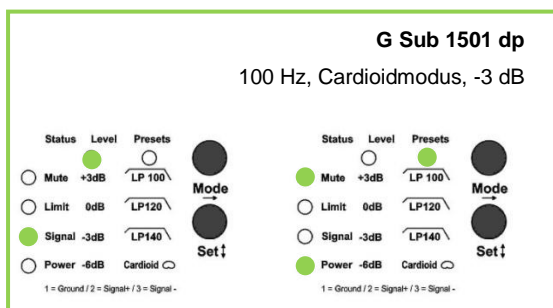 G Sub 1501 dp
100 Hz, Cardioidmodus, -3 dB
Status Level Presets
Mute +3dB LP 100
Mode
Limit 0dB LP120
Signal -3dB LP140
Set
Power -6dB Cardioid
1 = Ground / 2 = Signal+ / 3 = Signal -
Status Level Presets
Mute +3dB LP 100
Mode
Limit 0dB LP120
Signal -3dB LP140
Set
Power -6dB Cardioid
1 = Ground / 2 = Signal+ / 3 = Signal -